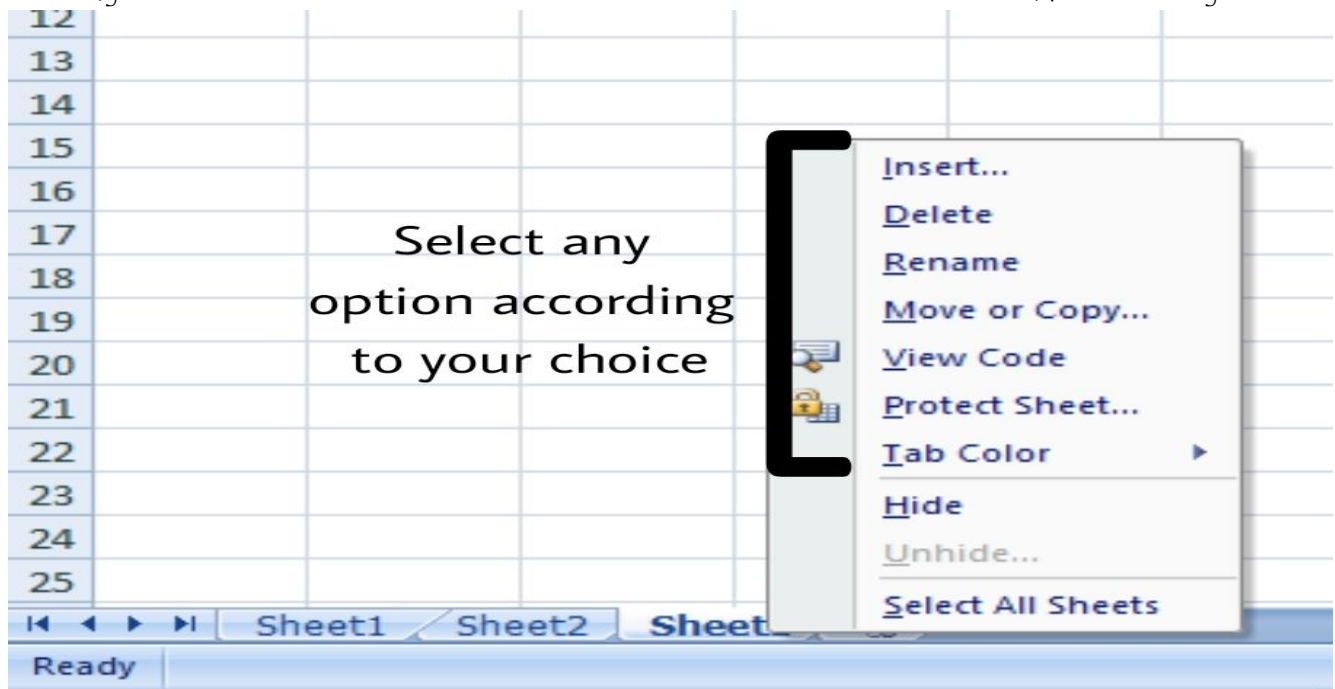 12
13
14
15
16
17
18
19
20
21
22
23
24
25
Select any
option according
to your choice
Insert...
Delete
Rename
Move or Copy...
View Code
Protect Sheet...
Tab Color
Hide
Unhide...
Select All Sheets
Sheet1 Sheet2
Ready